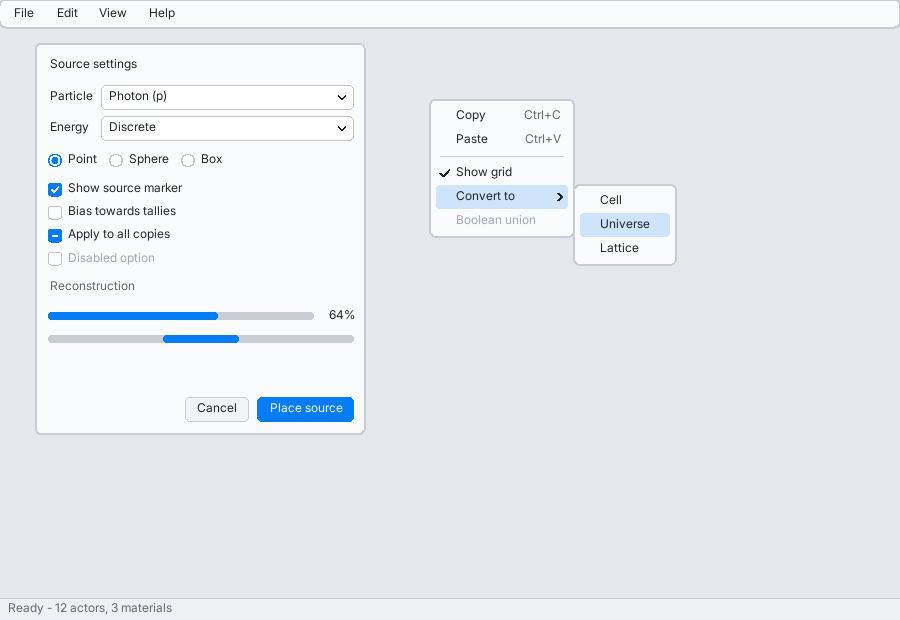 File Edit View Help
Source settings
Particle Photon (p)
Energy Discrete
Point Sphere Box
Show source marker
Bias towards tallies
Apply to all copies
Disabled option
Reconstruction
64%
Cancel Place source
Copy Ctrl+C
Paste Ctrl+V
Show grid
Convert to
Boolean union
Cell
Universe
Lattice
Ready - 12 actors, 3 materials